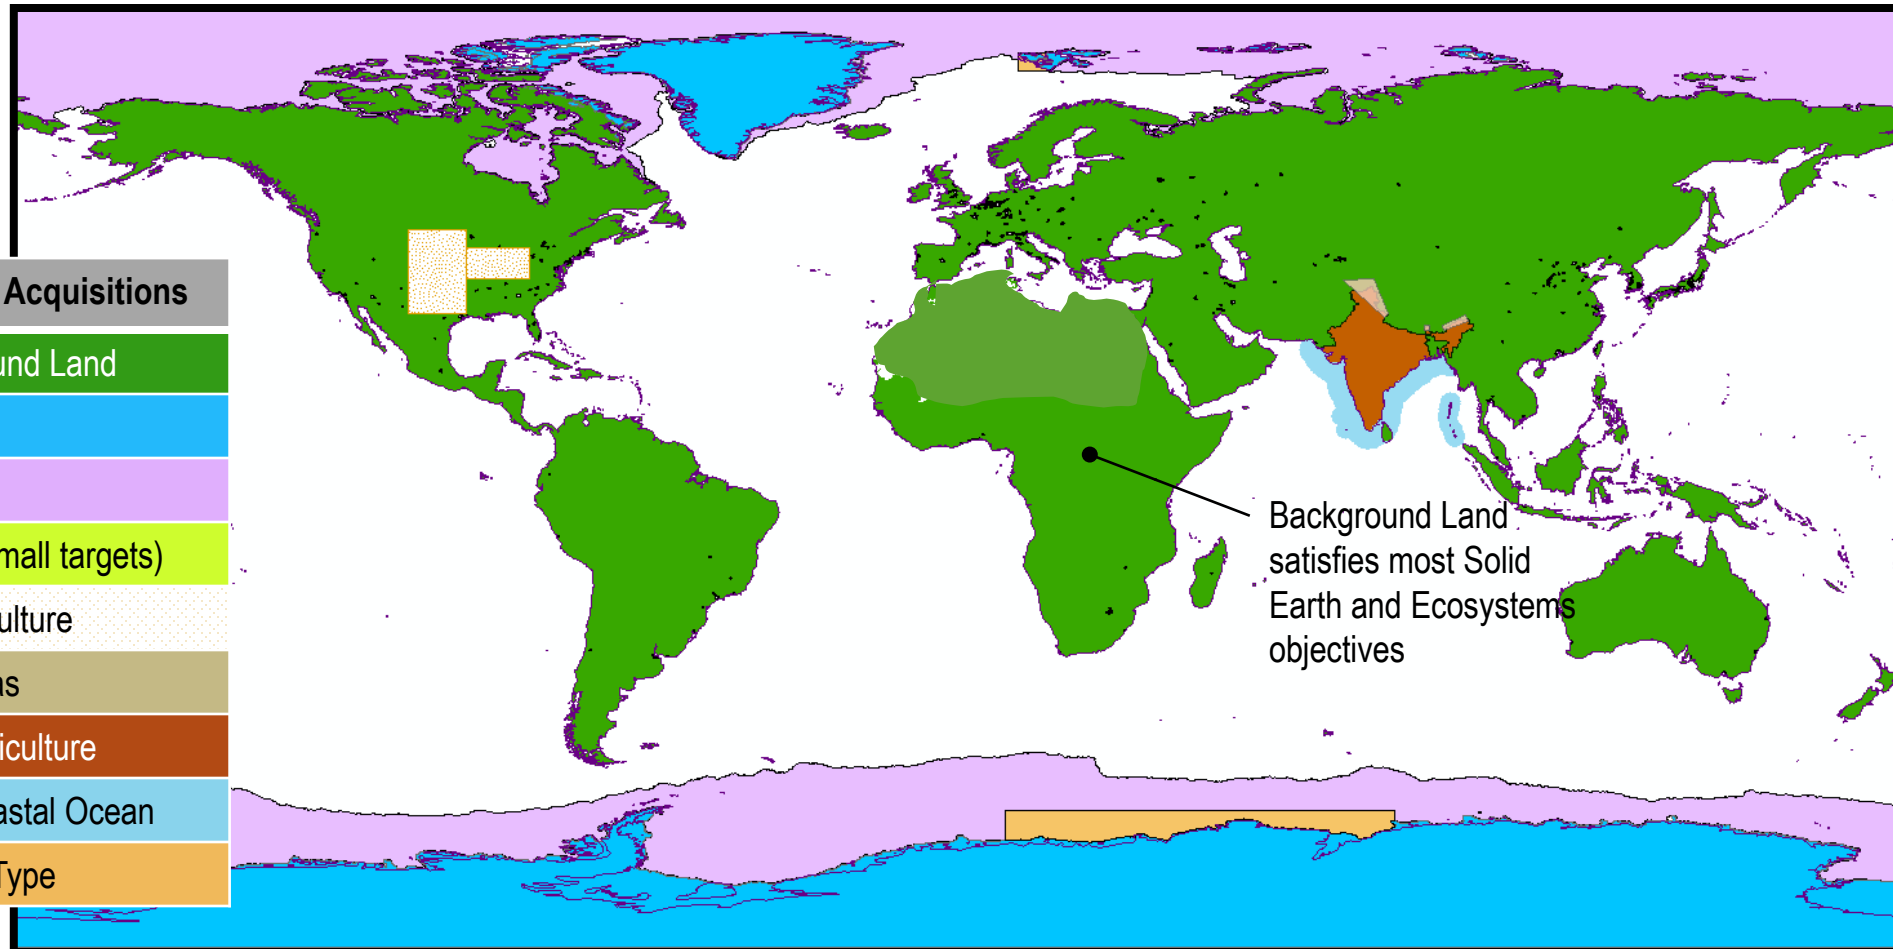 Acquisitions
und Land
mall targets)
ulture
as
iculture
astal Ocean
Type
Background Land
satisfies most Solid
Earth and Ecosystems
objectives